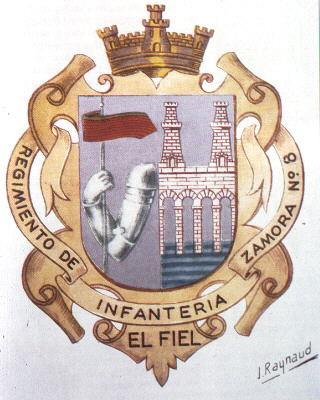 REGIMIENTO DE
INFANTERIA
ZAMORA Nº 8
EL FIEL
J. Raynaud